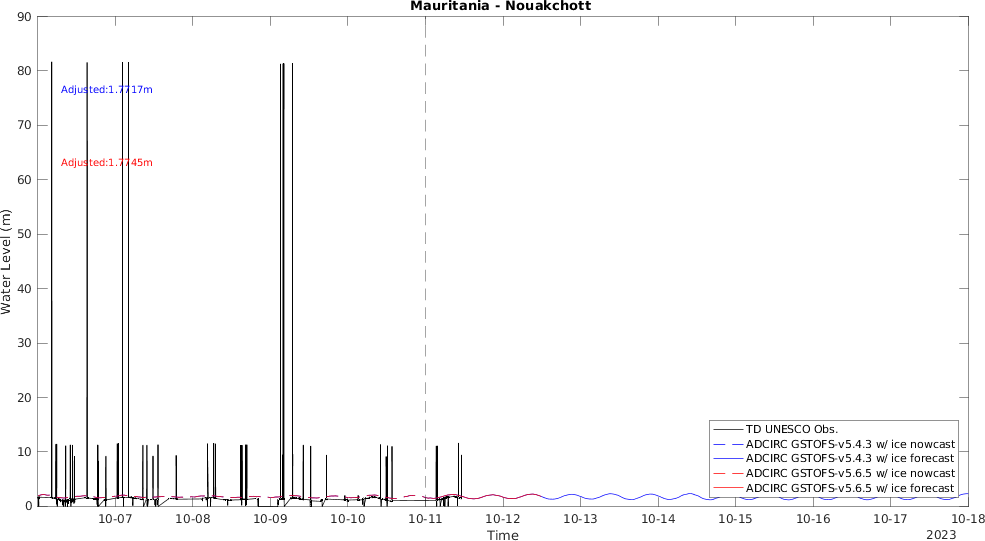 Mauritania - Nouakchott
90
80
70
60
50
40
30
20
10
0
Water Level (m)
Adjusted:1.7717m
Adjusted:1.7745m
TD UNESCO Obs.
ADCIRC GSTOFS-v5.4.3 w/ ice nowcast
ADCIRC GSTOFS-v5.4.3 w/ ice forecast
ADCIRC GSTOFS-v5.6.5 w/ ice nowcast
ADCIRC GSTOFS-v5.6.5 w/ ice forecast
10-07 10-08 10-09 10-10 10-11 10-12 10-13 10-14 10-15 10-16 10-17 10-18
Time
2023